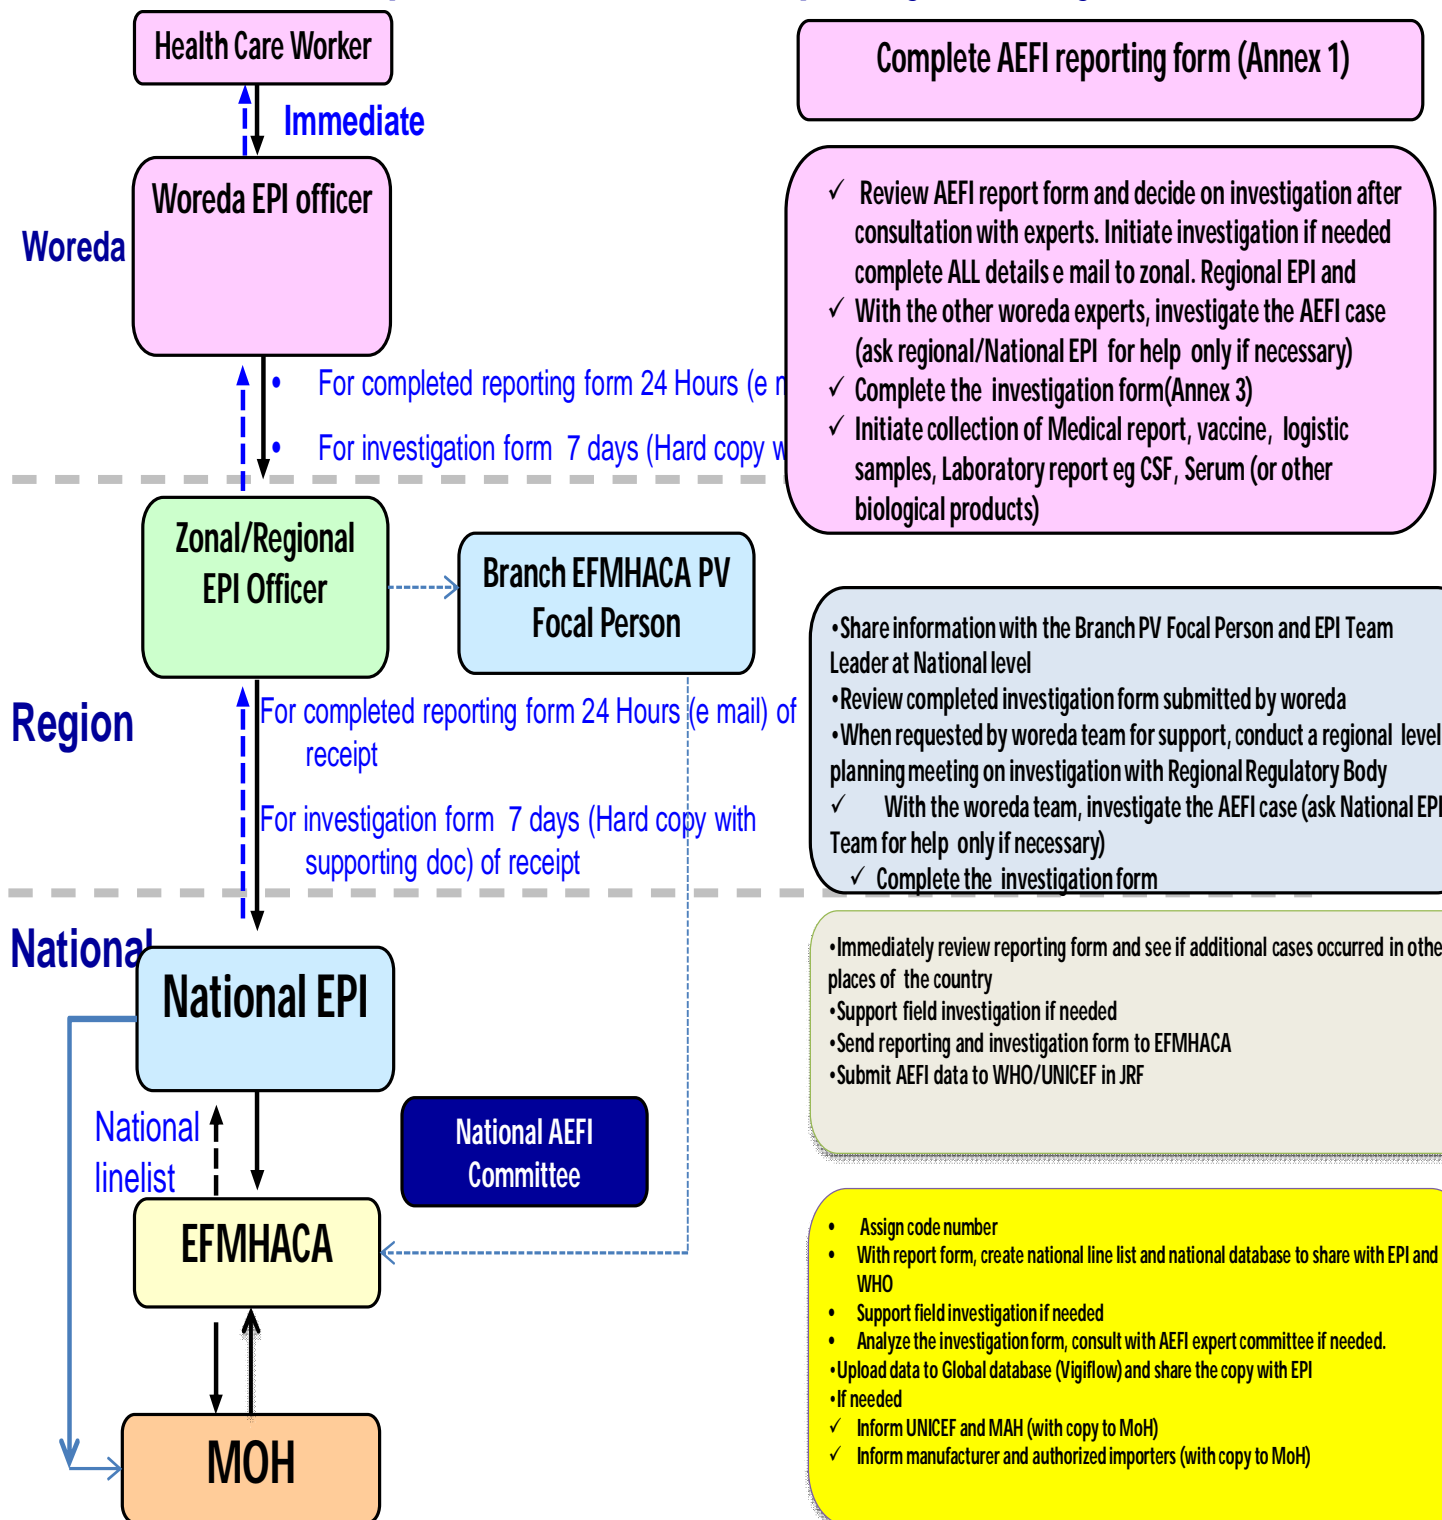 Health Care Worker
Immediate
Woreda EPI officer
Woreda
• For completed reporting form 24 Hours (e
• For investigation form 7 days (Hard copy
Zonal/Regional
EPI Officer
Branch EFMHACA PV
Focal Person
Region
For completed reporting form 24 Hours (e mail) of
receipt
For investigation form 7 days (Hard copy with
supporting doc) of receipt
National
National EPI
National
linelist
National AEFI
Committee
EFMHACA
MOH
Complete AEFI reporting form (Annex 1)
✓ Review AEFI report form and decide on investigation after
consultation with experts. Initiate investigation if needed
complete ALL details e mail to zonal. Regional EPI and
✓ With the other woreda experts, investigate the AEFI case
(ask regional/National EPI for help only if necessary)
✓ Complete the investigation form(Annex 3)
✓ Initiate collection of Medical report, vaccine, logistic
samples, Laboratory report eg CSF, Serum (or other
biological products)
•Share information with the Branch PV Focal Person and EPI Team
Leader at National level
•Review completed investigation form submitted by woreda
•When requested by woreda team for support, conduct a regional level
planning meeting on investigation with Regional Regulatory Body
✓ With the woreda team, investigate the AEFI case (ask National EPI
Team for help only if necessary)
✓ Complete the investigation form
•Immediately review reporting form and see if additional cases occurred in othe
places of the country
•Support field investigation if needed
•Send reporting and investigation form to EFMHACA
•Submit AEFI data to WHO/UNICEF in JRF
• Assign code number
• With report form, create national line list and national database to share with EPI and
WHO
• Support field investigation if needed
• Analyze the investigation form, consult with AEFI expert committee if needed.
•Upload data to Global database (Vigiflow) and share the copy with EPI
•If needed
✓ Inform UNICEF and MAH (with copy to MoH)
✓ Inform manufacturer and authorized importers (with copy to MoH)